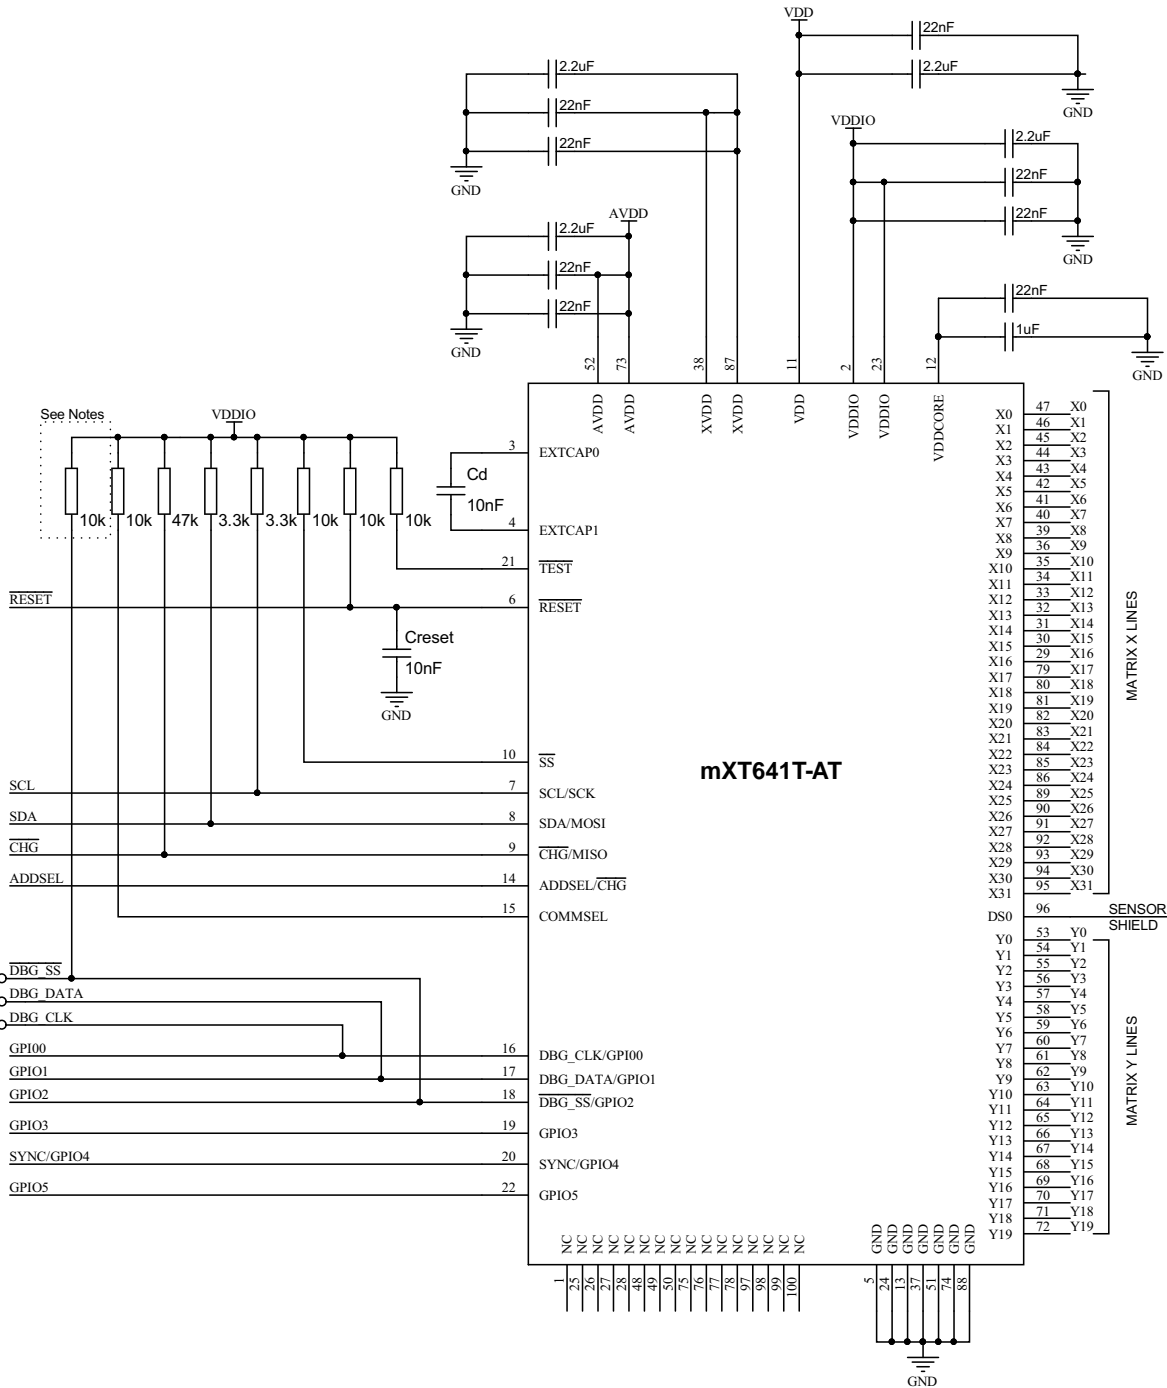 VDD
22nF
2.2uF
GND
2.2uF
22nF
22nF
GND
VDDIO
2.2uF
22nF
22nF
GND
AVDD
2.2uF
22nF
22nF
GND
22nF
1uF
GND
52
73
38
87
11
2
23
12
AVDD
AVDD
XVDD
XVDD
VDD
VDDIO
VDDIO
VDDCORE
See Notes
VDDIO
10k
10k
47k
3.3k
3.3k
10k
10k
10k
Cd
10nF
3 EXTCAP0
4 EXTCAP1
21 TEST
RESET 6 RESET
Creset
10nF
GND
10 SS
SCL 7 SCL/SCK
SDA 8 SDA/MOSI
CHG 9 CHG/MISO
ADDSEL 14 ADDSEL/CHG
15 COMMSEL
DBG_SS
DBG_DATA
DBG_CLK
GPI00 16 DBG_CLK/GPI00
GPIO1 17 DBG_DATA/GPIO1
GPIO2 18 DBG_SS/GPIO2
GPIO3 19 GPIO3
SYNC/GPIO4 20 SYNC/GPIO4
GPIO5 22 GPIO5
mXT641T-AT
X0 47 X0
X1 46 X1
X2 45 X2
X3 44 X3
X4 43 X4
X5 42 X5
X6 41 X6
X7 40 X7
X8 39 X8
X9 36 X9
X10 35 X10
X11 34 X11
X12 33 X12
X13 32 X13
X14 31 X14
X15 30 X15
X16 29 X16
X17 79 X17
X18 80 X18
X19 81 X19
X20 82 X20
X21 83 X21
X22 84 X22
X23 85 X23
X24 86 X24
X25 89 X25
X26 90 X26
X27 91 X27
X28 92 X28
X29 93 X29
X30 94 X30
X31 95 X31
MATRIX X LINES
DS0 96 SENSOR
SHIELD
Y0 53 Y0
Y1 54 Y1
Y2 55 Y2
Y3 56 Y3
Y4 57 Y4
Y5 58 Y5
Y6 59 Y6
Y7 60 Y7
Y8 61 Y8
Y9 62 Y9
Y10 63 Y10
Y11 64 Y11
Y12 65 Y12
Y13 66 Y13
Y14 67 Y14
Y15 68 Y15
Y16 69 Y16
Y17 70 Y17
Y18 71 Y18
Y19 72 Y19
MATRIX Y LINES
NC NC NC NC NC NC NC NC NC NC NC NC NC NC NC NC
1 25 26 27 28 48 49 50 75 76 77 78 97 98 99 100
GND GND GND GND GND GND GND
5 24 13 37 51 74 88
GND